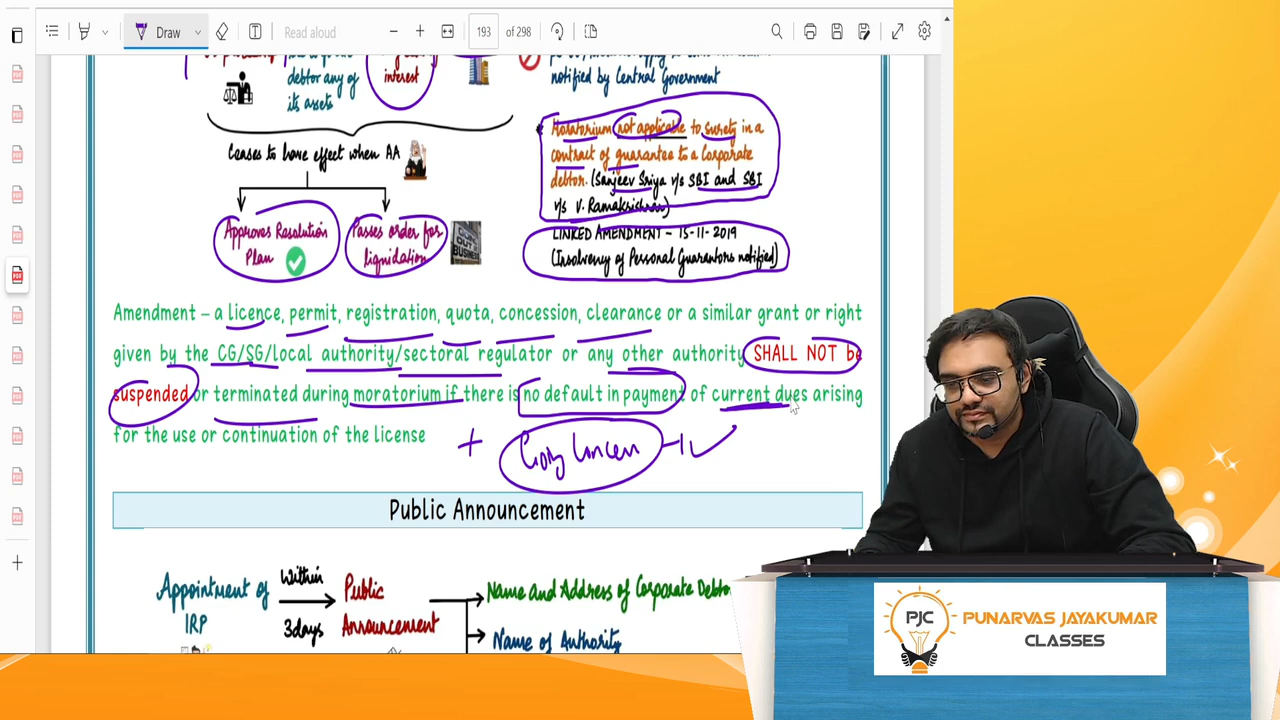 Draw
Read aloud
193
of 298
debtor any of
its assets
interest
notified by Central Government
Moratorium not applicable to surety in a
contract of guarantee to a Corporate
debtor. (Sanjeev Sriya v/s SBI and SBI
v/s V. Ramakrishnan)
LINKED AMENDMENT - 15-11-2019
(Insolvency of Personal Guarantors notified)
Ceases to have effect when AA
Approves Resolution
Plan
Passes order for
liquidation
Amendment – a licence, permit, registration, quota, concession, clearance or a similar grant or right
given by the CG/SG/local authority/sectoral regulator or any other authority SHALL NOT be
suspended or terminated during moratorium if there is no default in payment of current dues arising
for the use or continuation of the license
+ Going Concern
Public Announcement
Appointment of
IRP
Within
3days
Public
Announcement
Name and Address of Corporate Debtor
Name of Authority
PJC
PUNARVAS JAYAKUMAR
CLASSES